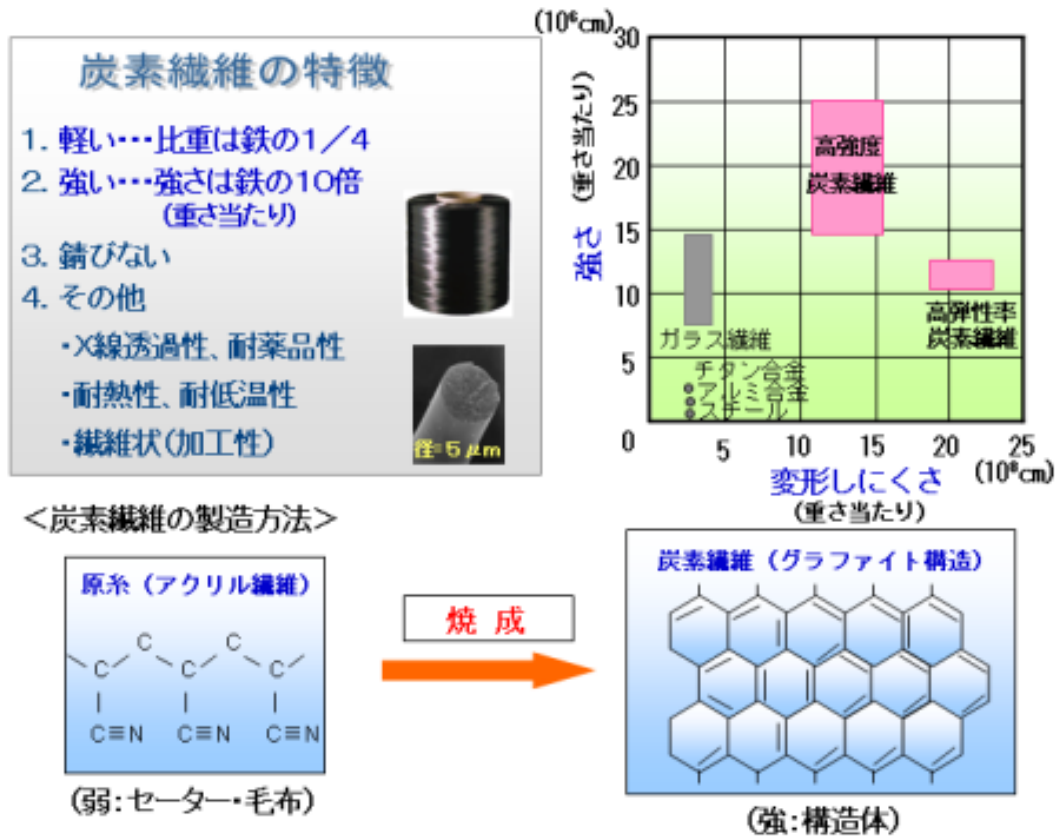 炭素繊維の特徴
1. 軽い・・・比重は鉄の1／4
2. 強い・・・強さは鉄の10倍
(重さ当たり)
3. 錆びない
4. その他
・X線透過性、耐薬品性
・耐熱性、耐低温性
・繊維状(加工性)
径=5μm
(10⁶cm)
30
25
20
15
10
5
0
強さ
(重さ当たり)
高強度
炭素繊維
高弾性率
炭素繊維
ガラス繊維
チタン合金
アルミ合金
スチール
5
10
15
20
25
(10⁸cm)
変形しにくさ
(重さ当たり)
＜炭素繊維の製造方法＞
原糸（アクリル繊維）
C C
C C C
C≡N C≡N C≡N
(弱：セーター・毛布)
焼 成
炭素繊維（グラファイト構造）
(強：構造体)